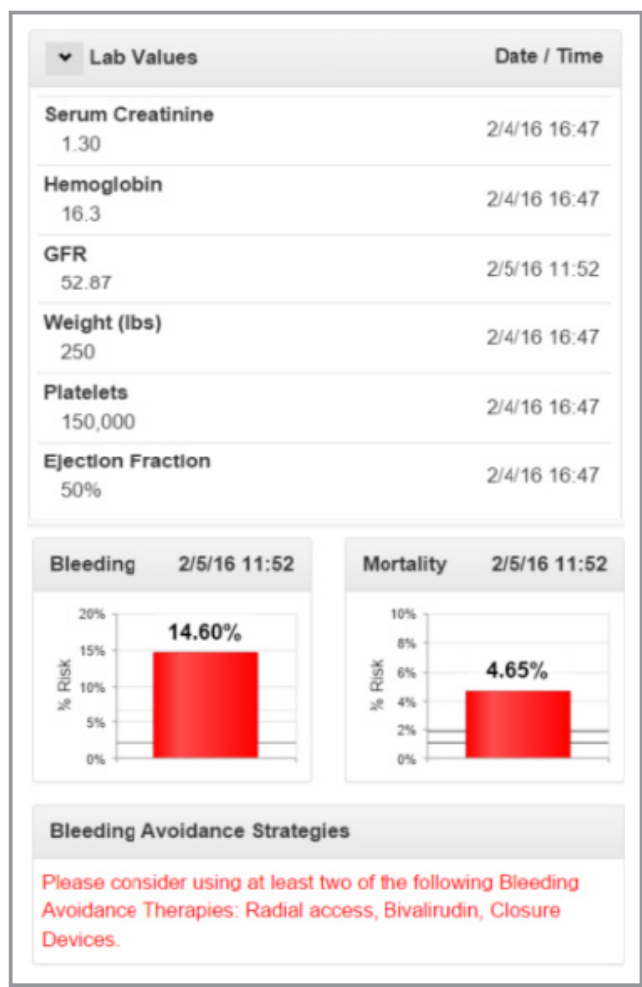 Lab Values Date / Time
Serum Creatinine
1.30 2/4/16 16:47
Hemoglobin
16.3 2/4/16 16:47
GFR
52.87 2/5/16 11:52
Weight (lbs)
250 2/4/16 16:47
Platelets
150,000 2/4/16 16:47
Ejection Fraction
50% 2/4/16 16:47
Bleeding 2/5/16 11:52
20%
15%
10%
5%
0%
% Risk
14.60%
Mortality 2/5/16 11:52
10%
8%
6%
4%
2%
0%
% Risk
4.65%
Bleeding Avoidance Strategies
Please consider using at least two of the following Bleeding
Avoidance Therapies: Radial access, Bivalirudin, Closure
Devices.